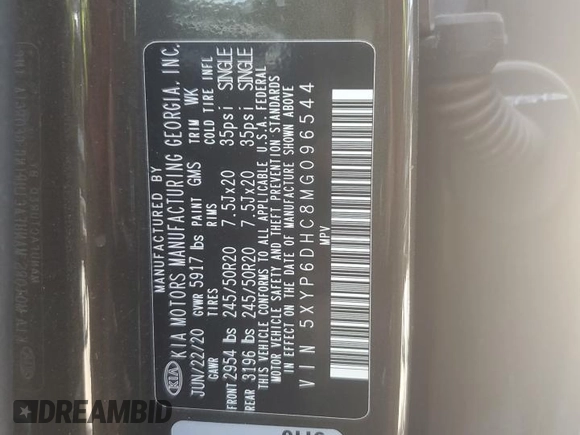 MANUFACTURED BY
KIA KIA MOTORS MANUFACTURING GEORGIA, INC.
JUN/22/20 GVWR 5917 lbs PAINT GMS TRIM WK
GAWR TIRES RIMS COLD TIRE INFL
FRONT 2954 lbs 245/50R20 7.5Jx20 35psi SINGLE
REAR 3196 lbs 245/50R20 7.5Jx20 35psi SINGLE
THIS VEHICLE CONFORMS TO ALL APPLICABLE U.S.A. FEDERAL
MOTOR VEHICLE SAFETY AND THEFT PREVENTION STANDARDS
IN EFFECT ON THE DATE OF MANUFACTURE SHOWN ABOVE
VIN 5XYP6DHC8MG096544
MPV
DREAMBID